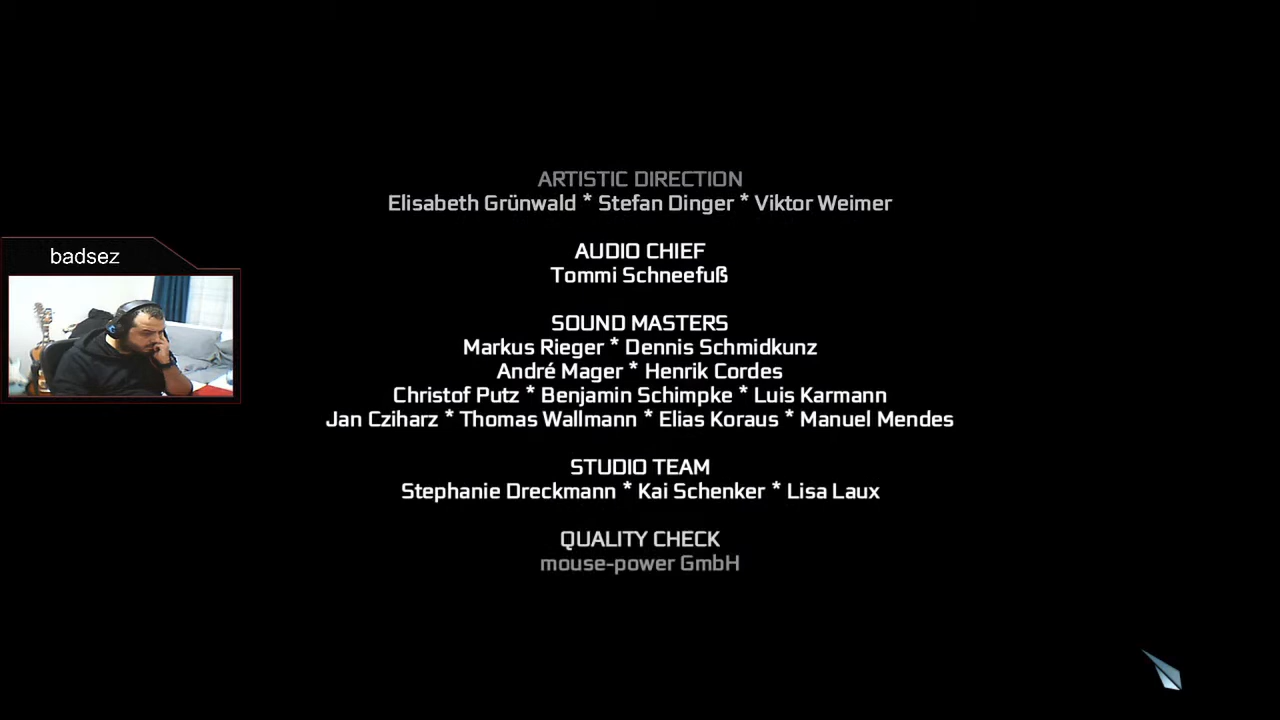 ARTISTIC DIRECTION
Elisabeth Grünwald * Stefan Dinger * Viktor Weimer
badsez
AUDIO CHIEF
Tommi Schneefuß
SOUND MASTERS
Markus Rieger * Dennis Schmidkunz
André Mager * Henrik Cordes
Christof Putz * Benjamin Schimpke * Luis Karmann
Jan Cziharz * Thomas Wallmann * Elias Koraus * Manuel Mendes
STUDIO TEAM
Stephanie Dreckmann * Kai Schenker * Lisa Laux
QUALITY CHECK
mouse-power GmbH